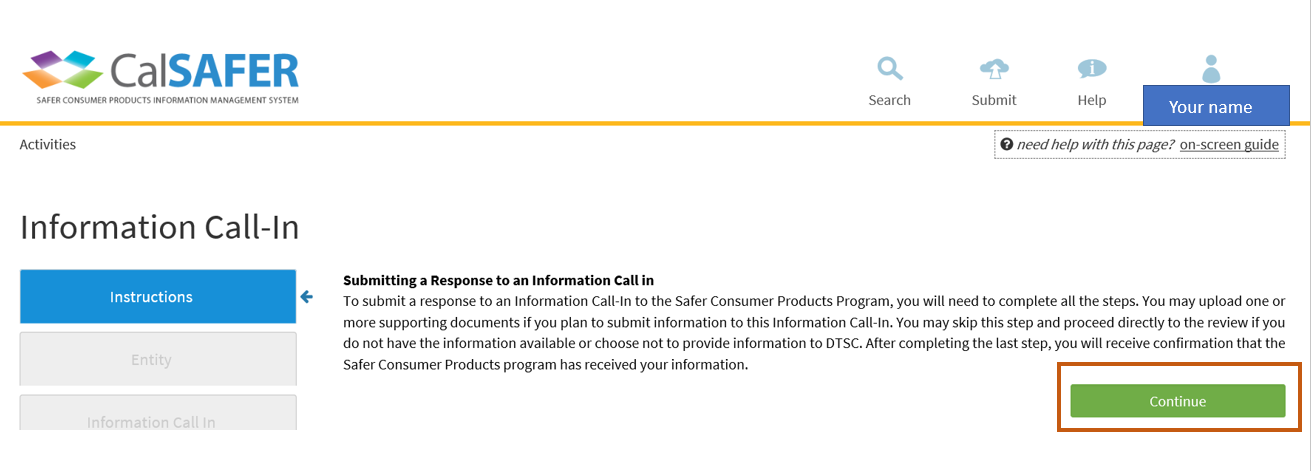 CalSAFER
SAFER CONSUMER PRODUCTS INFORMATION MANAGEMENT SYSTEM
Search
Submit
Help
Your name
Activities
need help with this page? on-screen guide
Information Call-In
Instructions
Entity
Information Call In
Submitting a Response to an Information Call in
To submit a response to an Information Call-In to the Safer Consumer Products Program, you will need to complete all the steps. You may upload one or
more supporting documents if you plan to submit information to this Information Call-In. You may skip this step and proceed directly to the review if you
do not have the information available or choose not to provide information to DTSC. After completing the last step, you will receive confirmation that the
Safer Consumer Products program has received your information.
Continue